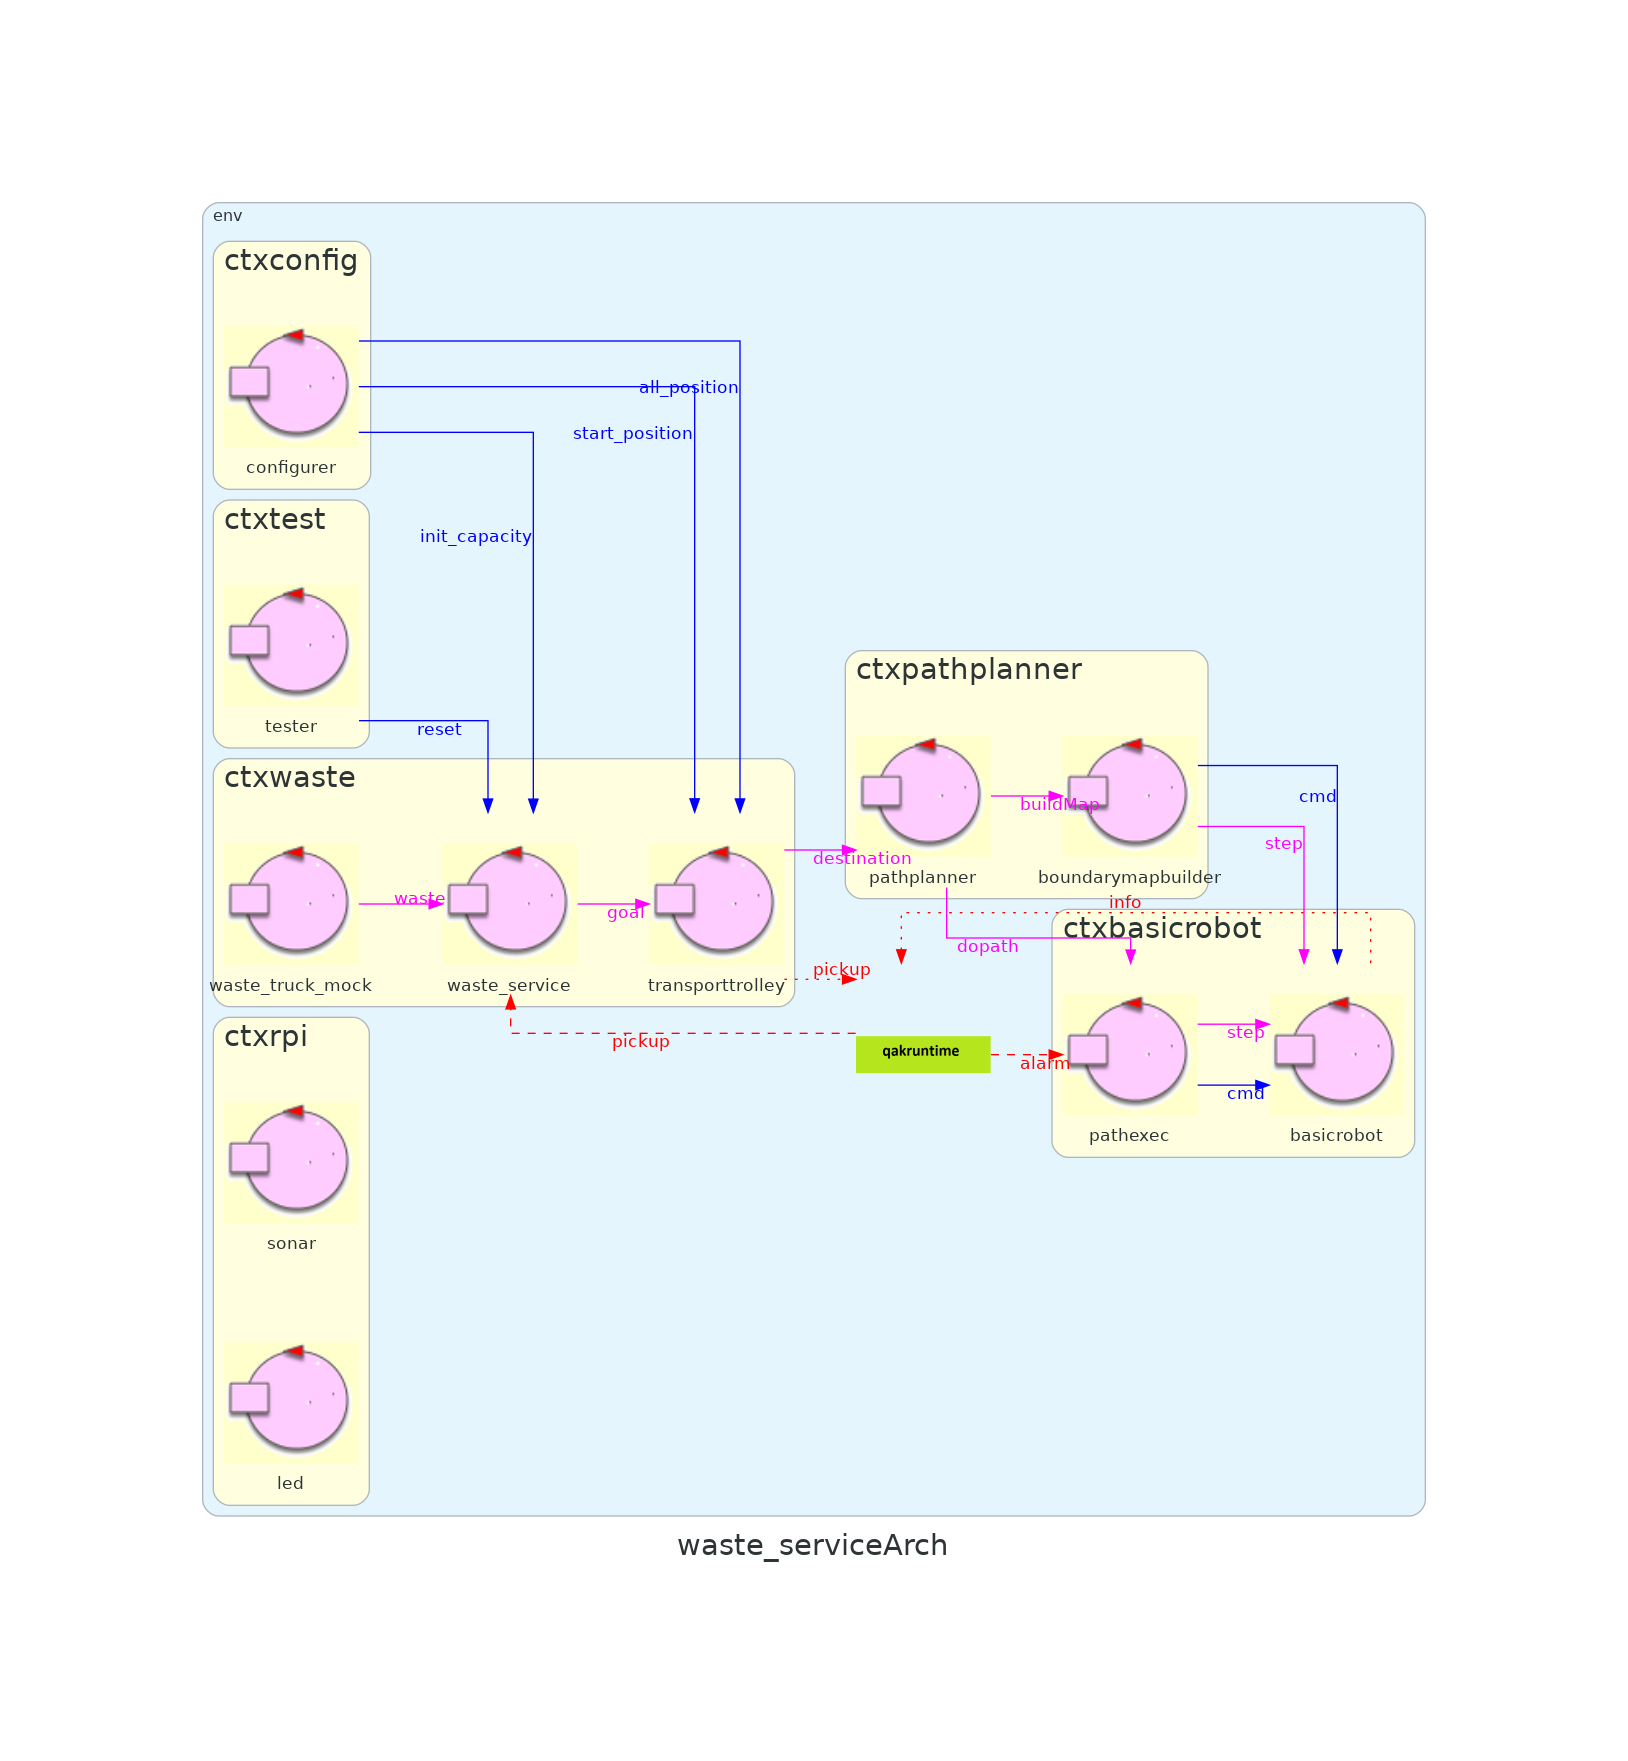 env
ctxconfig
all_position
start_position
configurer
ctxtest
init_capacity
tester
reset
ctxpathplanner
ctxwaste
cmd
buildMap
step
destination
pathplanner
boundarymapbuilder
waste
goal
info
ctxbasicrobot
dopath
pickup
waste_truck_mock
waste_service
transporttrolley
ctxrpi
pickup
qakruntime
alarm
step
cmd
pathexec
basicrobot
sonar
led
waste_serviceArch